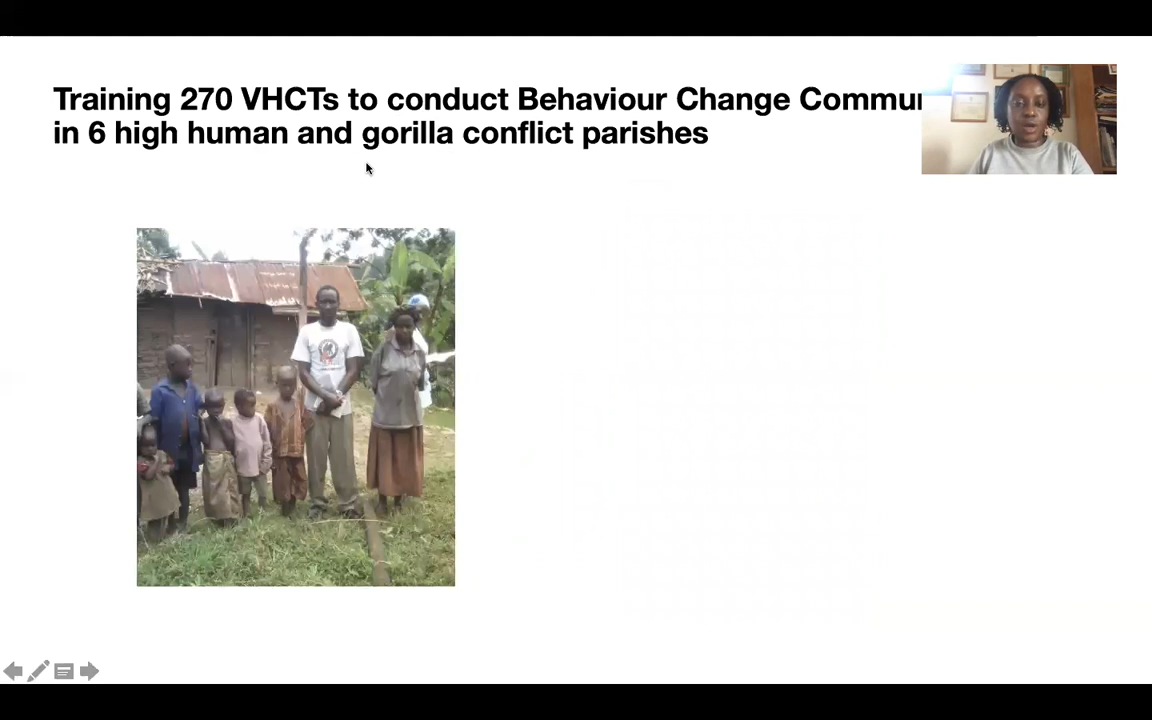 Training 270 VHCTs to conduct Behaviour Change Commu
in 6 high human and gorilla conflict parishes